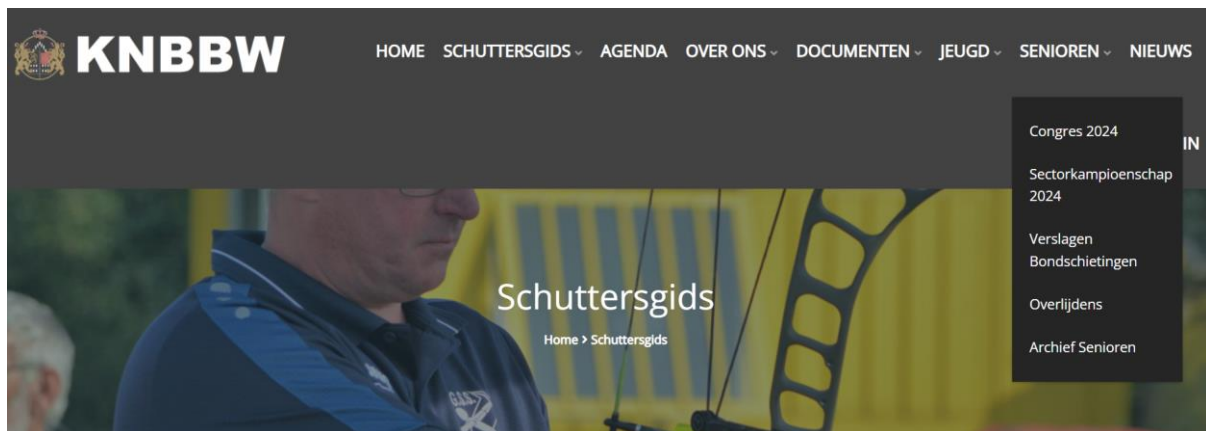 KNBBW
HOME SCHUTTERSGIDS AGENDA OVER ONS DOCUMENTEN JEUGD SENIOREN NIEUWS
IN
Congres 2024
Sectorkampioenschap
2024
Verslagen
Bondschietingen
Overlijdens
Archief Senioren
Schuttersgids
Home > Schuttersgids
G.A.S.